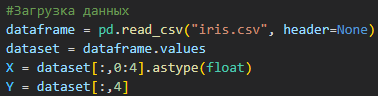 #Загрузка данных
dataframe = pd.read_csv("iris.csv", header=None)
dataset = dataframe.values
X = dataset[:,0:4].astype(float)
Y = dataset[:,4]